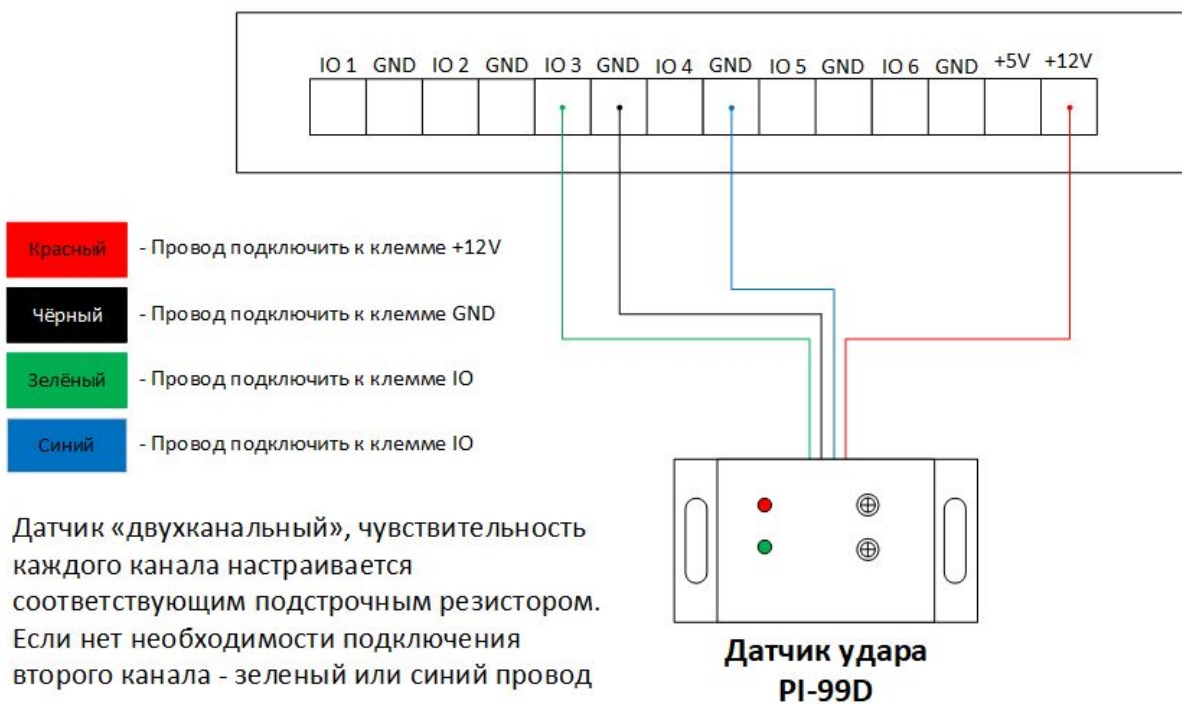 IO 1 GND IO 2 GND IO 3 GND IO 4 GND IO 5 GND IO 6 GND +5V +12V
Красный - Провод подключить к клемме +12V
Чёрный - Провод подключить к клемме GND
Зелёный - Провод подключить к клемме IO
Синий - Провод подключить к клемме IO
Датчик «двухканальный», чувствительность
каждого канала настраивается
соответствующим подстрочным резистором.
Если нет необходимости подключения
второго канала - зеленый или синий провод
Датчик удара
PI-99D